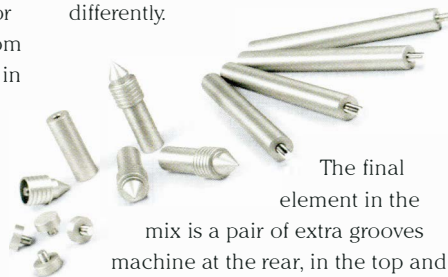 or
om
in
differently.
The final
element in the
mix is a pair of extra grooves
machine at the rear, in the top and